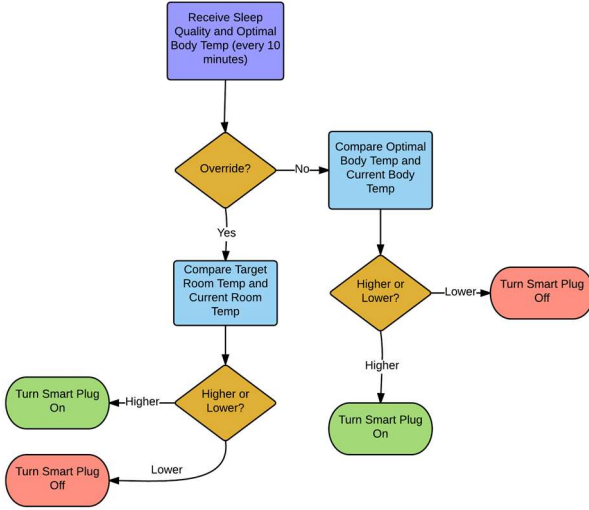 Receive Sleep
Quality and Optimal
Body Temp (every 10
minutes)
Override?
No
Compare Optimal
Body Temp and
Current Body
Temp
Yes
Compare Target
Room Temp and
Current Room
Temp
Higher or
Lower?
Lower
Turn Smart Plug
Off
Higher
Turn Smart Plug
On
Higher or
Lower?
Higher
Turn Smart Plug
On
Lower
Turn Smart Plug
Off